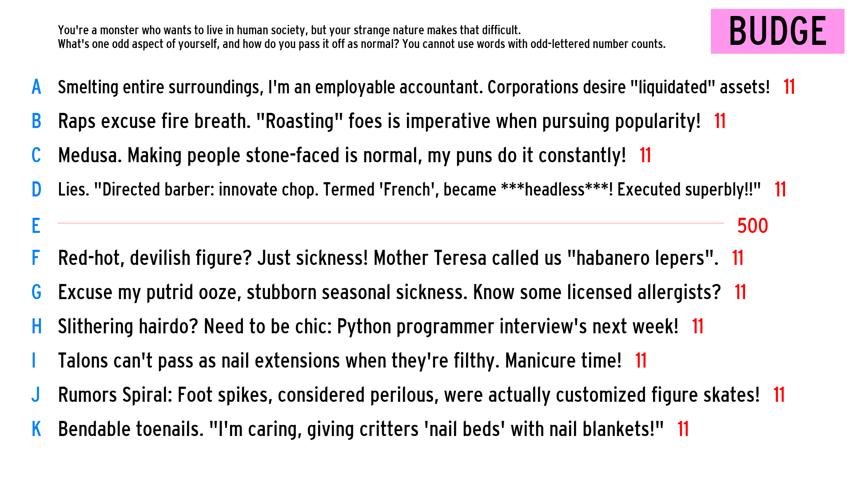 You're a monster who wants to live in human society, but your strange nature makes that difficult.
What's one odd aspect of yourself, and how do you pass it off as normal? You cannot use words with odd-lettered number counts.
BUDGE
A Smelting entire surroundings, I'm an employable accountant. Corporations desire "liquidated" assets! 11
B Raps excuse fire breath. "Roasting" foes is imperative when pursuing popularity! 11
C Medusa. Making people stone-faced is normal, my puns do it constantly! 11
D Lies. "Directed barber: innovate chop. Termed 'French', became ***headless***! Executed superbly!!" 11
E 500
F Red-hot, devilish figure? Just sickness! Mother Teresa called us "habanero lepers". 11
G Excuse my putrid ooze, stubborn seasonal sickness. Know some licensed allergists? 11
H Slithering hairdo? Need to be chic: Python programmer interview's next week! 11
I Talons can't pass as nail extensions when they're filthy. Manicure time! 11
J Rumors Spiral: Foot spikes, considered perilous, were actually customized figure skates! 11
K Bendable toenails. "I'm caring, giving critters 'nail beds' with nail blankets!" 11